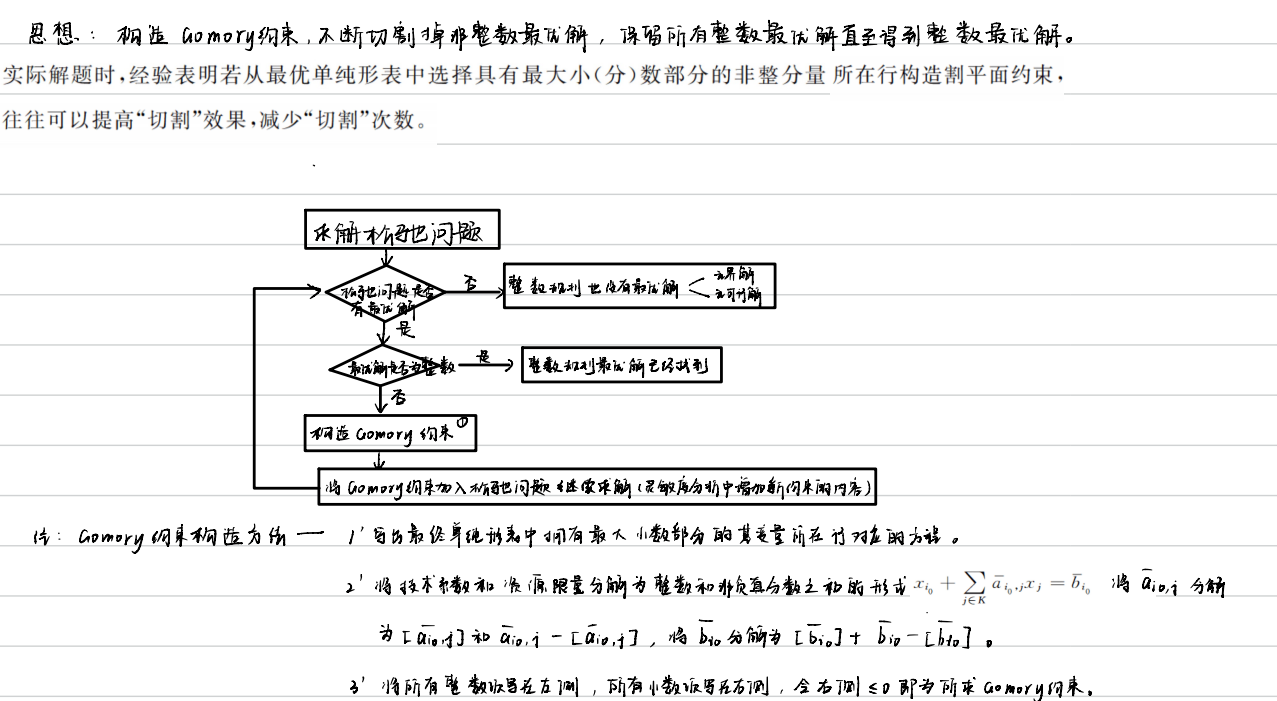 思想：构造Gomory约束，不断切割掉非整数最优解，保留所有整数最优解直至得到整数最优解。
实际解题时,经验表明若从最优单纯形表中选择具有最大小(分)数部分的非整分量 所在行构造割平面约束,
往往可以提高“切割”效果,减少“切割”次数。
求解松弛问题
松弛问题是否
有最优解
否
整数规划也没有最优解
无界解
无可行解
是
最优解是否为整数
是
整数规划最优解已经找到
否
构造Gomory约束①
将Gomory约束加入松弛问题继续求解(灵敏度分析中增加新约束的内容)
注：Gomory约束构造方法 — 1' 写出最终单纯形表中拥有最大小数部分的基变量所在行对应的方程。
2' 将技术系数和资源限量分解为整数和非负真分数之和的形式 $x_{i_0} + \sum_{j \in K} \bar{a}_{i_0,j} x_j = \bar{b}_{i_0}$ 将 $\bar{a}_{i_0,j}$ 分解
为 $[\bar{a}_{i_0,j}]$ 和 $\bar{a}_{i_0,j} - [\bar{a}_{i_0,j}]$，将 $\bar{b}_{i_0}$ 分解为 $[\bar{b}_{i_0}] + \bar{b}_{i_0} - [\bar{b}_{i_0}]$。
3' 将所有整数项写在左侧，所有小数项写在右侧，令右侧≤0即为所求Gomory约束。